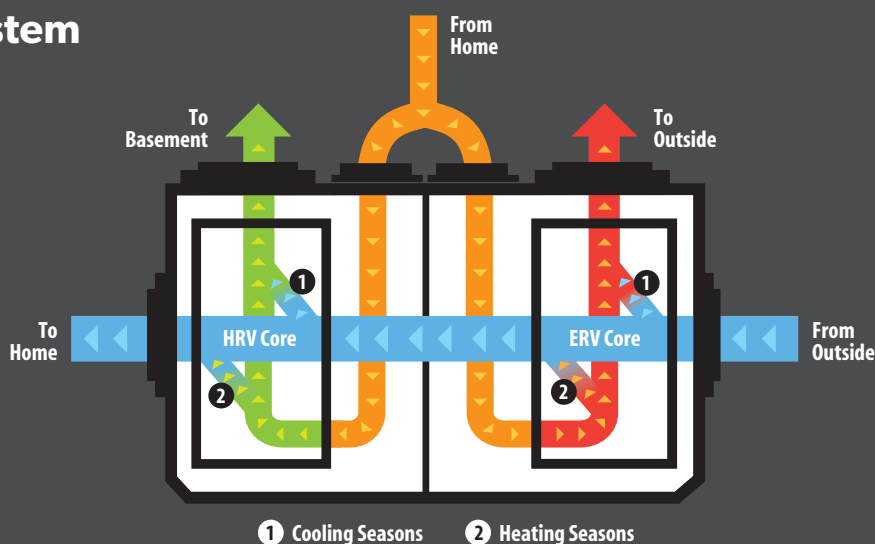 stem
From
Home
To
Basement
To
Outside
1
1
To
Home
HRV Core
ERV Core
From
Outside
2
2
1 Cooling Seasons 2 Heating Seasons